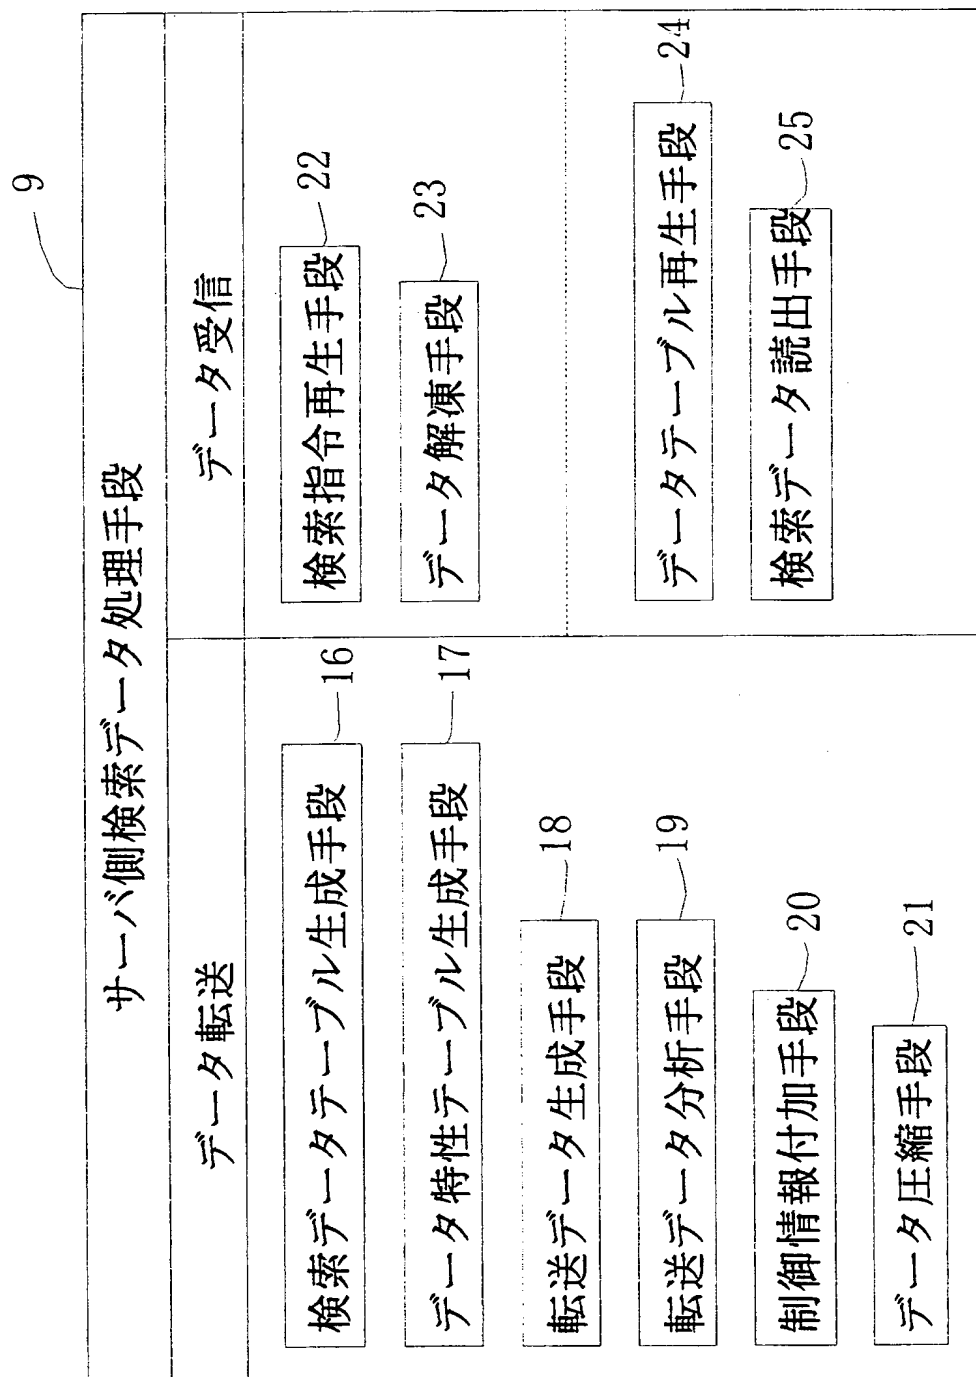 9
サーバ側検索データ処理手段
データ転送
データ受信
検索データテーブル生成手段
16
データ特性テーブル生成手段
17
転送データ生成手段
18
転送データ分析手段
19
制御情報付加手段
20
データ圧縮手段
21
検索指令再生手段
22
データ解凍手段
23
データテーブル再生手段
24
検索データ読出手段
25